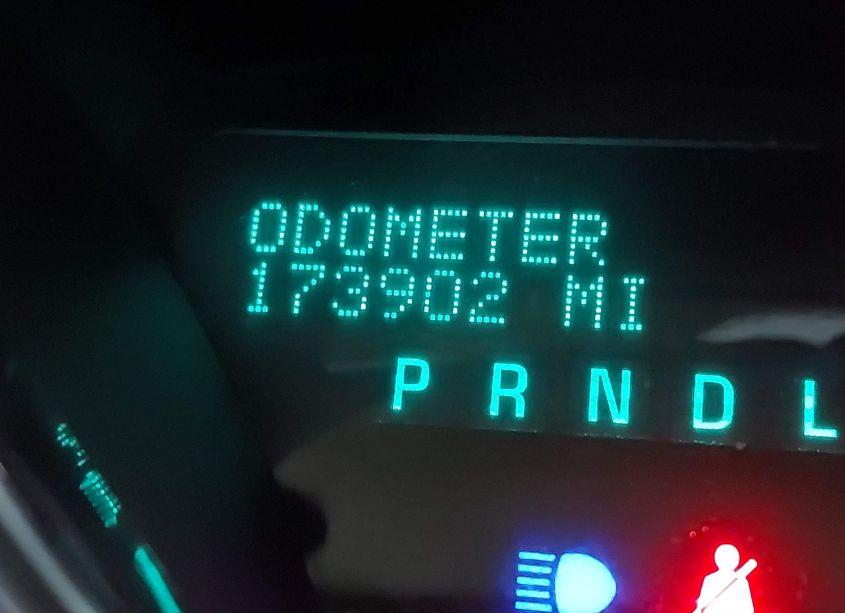 ODOMETER
173902 MI
P R N D L